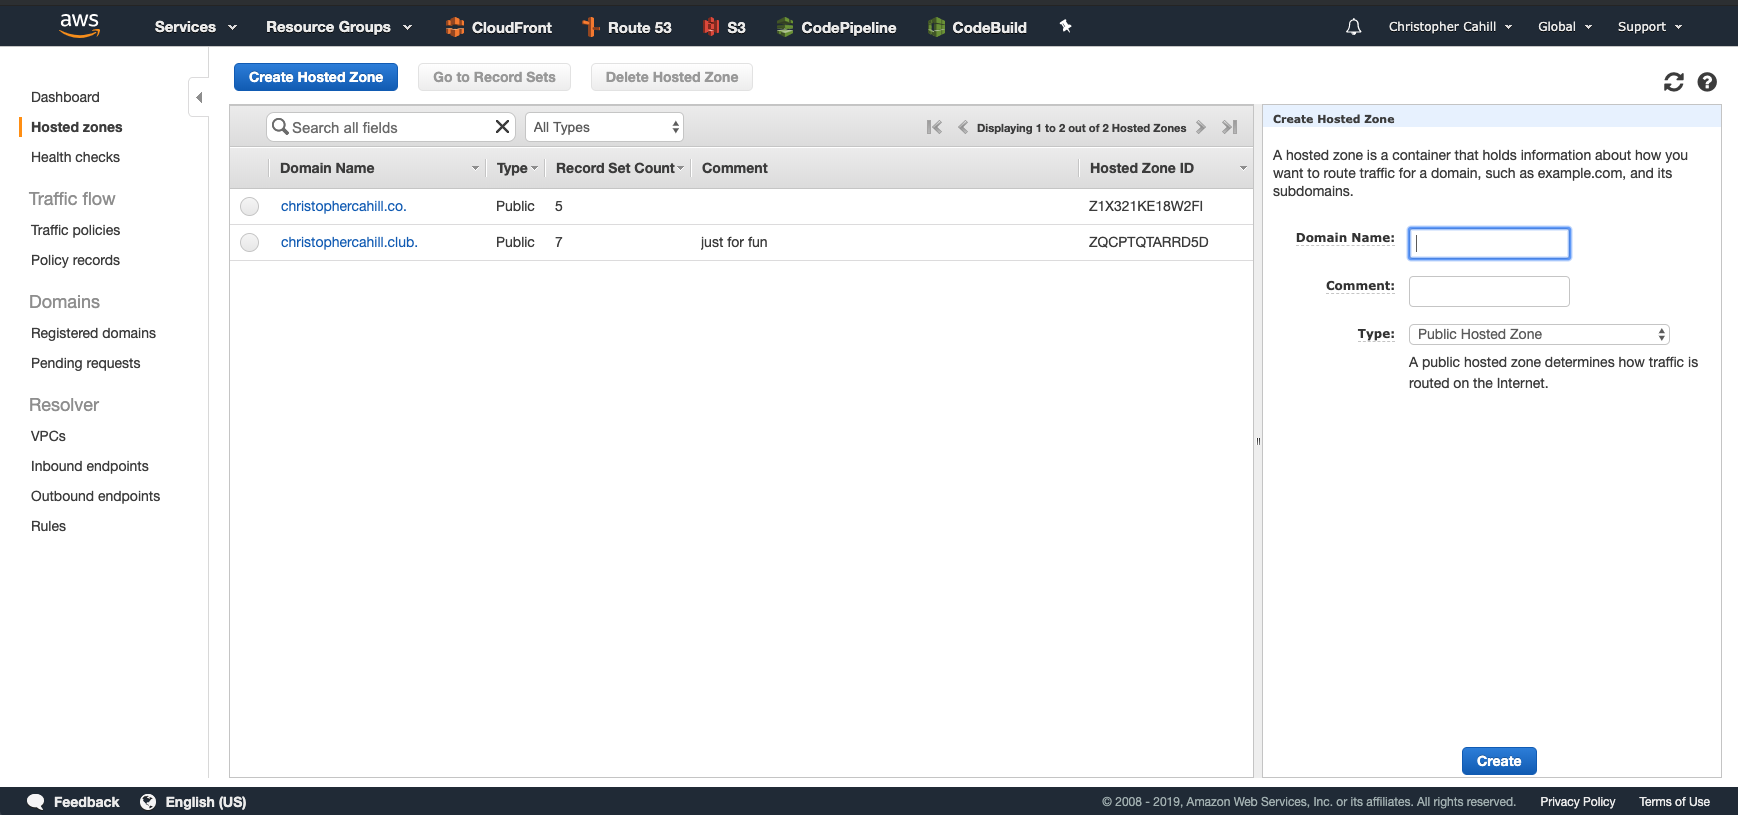 aws Services Resource Groups CloudFront Route 53 S3 CodePipeline CodeBuild Christopher Cahill Global Support
Dashboard
Hosted zones
Health checks
Traffic flow
Traffic policies
Policy records
Domains
Registered domains
Pending requests
Resolver
VPCs
Inbound endpoints
Outbound endpoints
Rules
Create Hosted Zone Go to Record Sets Delete Hosted Zone
Search all fields All Types Displaying 1 to 2 out of 2 Hosted Zones
Domain Name Type Record Set Count Comment Hosted Zone ID
christophercahill.co. Public 5 Z1X321KE18W2FI
christophercahill.club. Public 7 just for fun ZQCPTQTARRD5D
Create Hosted Zone
A hosted zone is a container that holds information about how you
want to route traffic for a domain, such as example.com, and its
subdomains.
Domain Name:
Comment:
Type: Public Hosted Zone
A public hosted zone determines how traffic is
routed on the Internet.
Create
Feedback English (US) © 2008 - 2019, Amazon Web Services, Inc. or its affiliates. All rights reserved. Privacy Policy Terms of Use